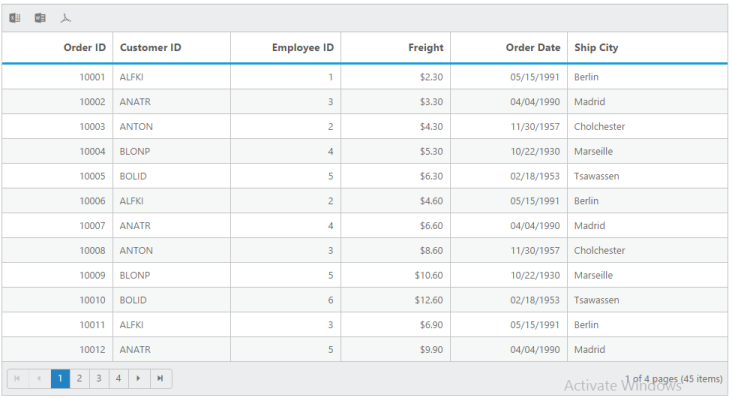 Order ID Customer ID Employee ID Freight Order Date Ship City
10001 ALFKI 1 $2.30 05/15/1991 Berlin
10002 ANATR 3 $3.30 04/04/1990 Madrid
10003 ANTON 2 $4.30 11/30/1957 Cholchester
10004 BLONP 4 $5.30 10/22/1930 Marseille
10005 BOLID 5 $6.30 02/18/1953 Tsawassen
10006 ALFKI 2 $4.60 05/15/1991 Berlin
10007 ANATR 4 $6.60 04/04/1990 Madrid
10008 ANTON 3 $8.60 11/30/1957 Cholchester
10009 BLONP 5 $10.60 10/22/1930 Marseille
10010 BOLID 6 $12.60 02/18/1953 Tsawassen
10011 ALFKI 3 $6.90 05/15/1991 Berlin
10012 ANATR 5 $9.90 04/04/1990 Madrid
1 2 3 4 1 of 4 pages (45 items)
Activate Windows